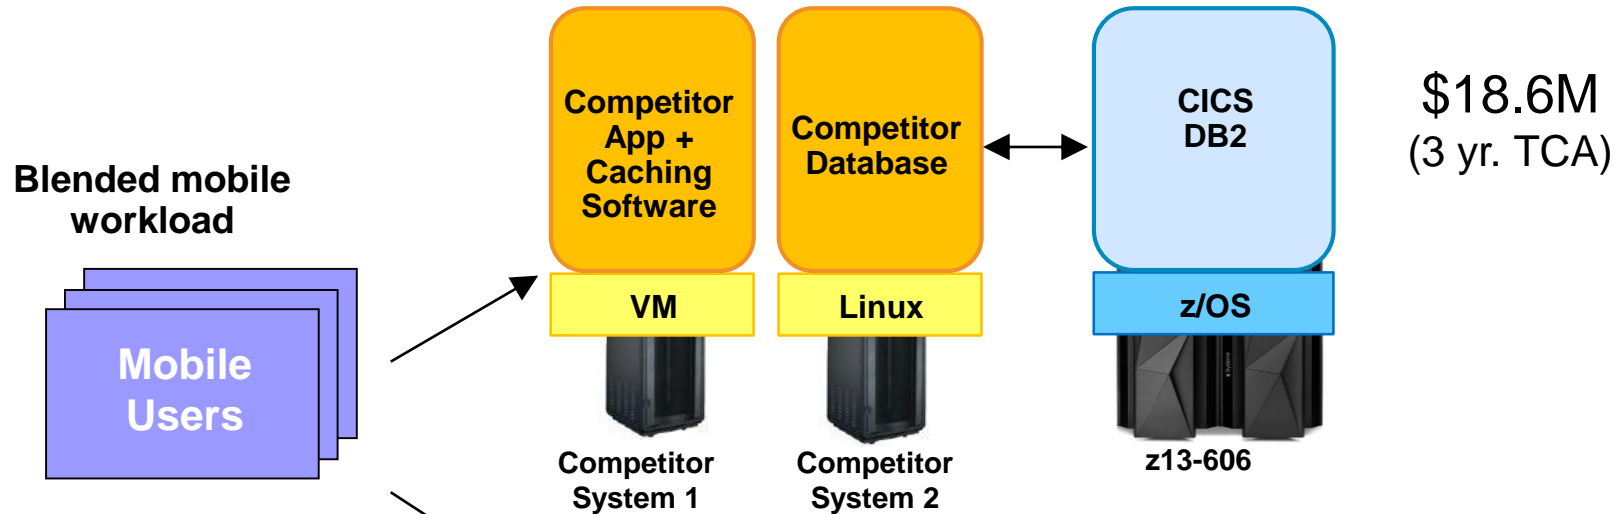 Blended mobile
workload
Mobile
Users
Competitor
App +
Caching
Software
VM
Competitor
System 1
Competitor
Database
Linux
Competitor
System 2
CICS
DB2
z/OS
z13-606
$18.6M
(3 yr. TCA)